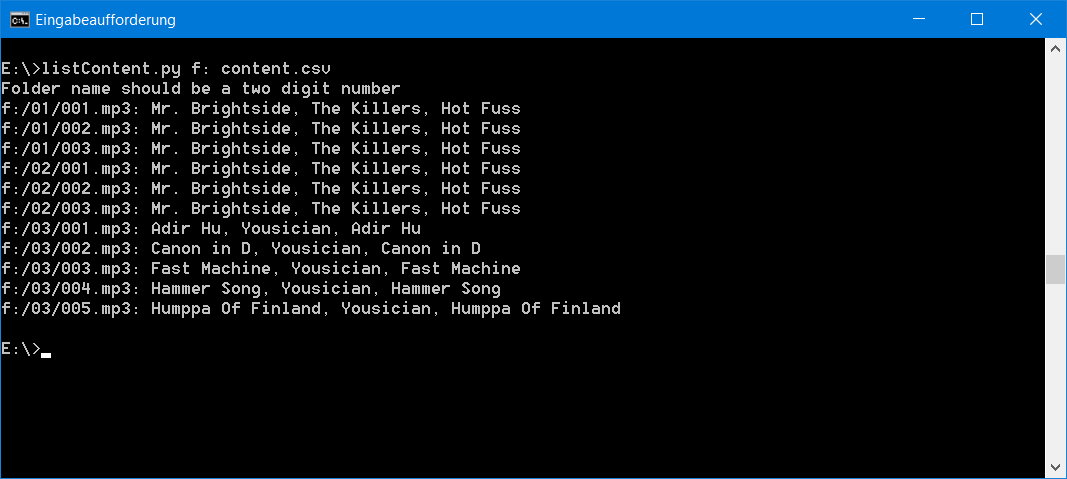 Eingabeaufforderung
E:\>listContent.py f: content.csv
Folder name should be a two digit number
f:/01/001.mp3: Mr. Brightside, The Killers, Hot Fuss
f:/01/002.mp3: Mr. Brightside, The Killers, Hot Fuss
f:/01/003.mp3: Mr. Brightside, The Killers, Hot Fuss
f:/02/001.mp3: Mr. Brightside, The Killers, Hot Fuss
f:/02/002.mp3: Mr. Brightside, The Killers, Hot Fuss
f:/02/003.mp3: Mr. Brightside, The Killers, Hot Fuss
f:/03/001.mp3: Adir Hu, Yousician, Adir Hu
f:/03/002.mp3: Canon in D, Yousician, Canon in D
f:/03/003.mp3: Fast Machine, Yousician, Fast Machine
f:/03/004.mp3: Hammer Song, Yousician, Hammer Song
f:/03/005.mp3: Humppa Of Finland, Yousician, Humppa Of Finland
E:\>